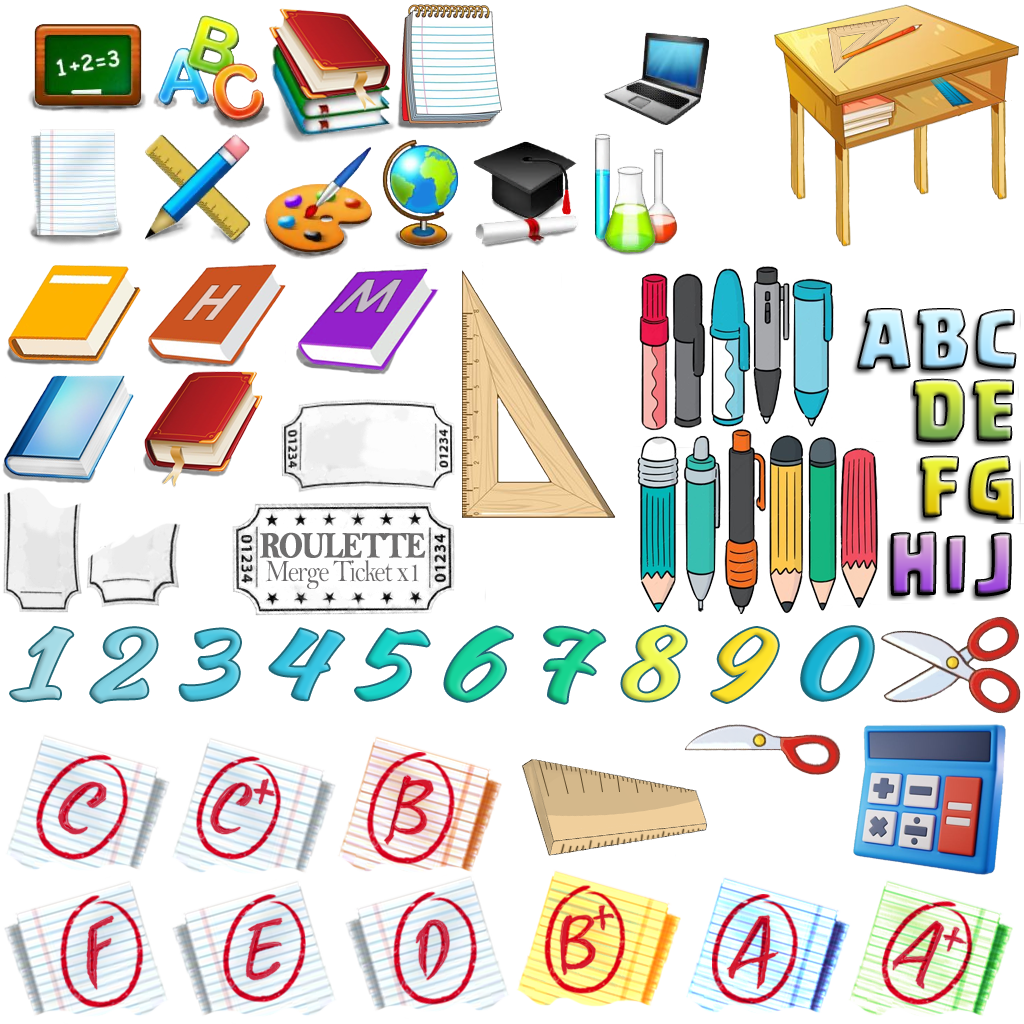 1+2=3
ABC
H
M
01234
01234
ROULETTE
Merge Ticket x1
01234
01234
ABC
DE
FG
HIJ
1 2 3 4 5 6 7 8 9 0
C
C+
B
F
E
D
B+
A
A+